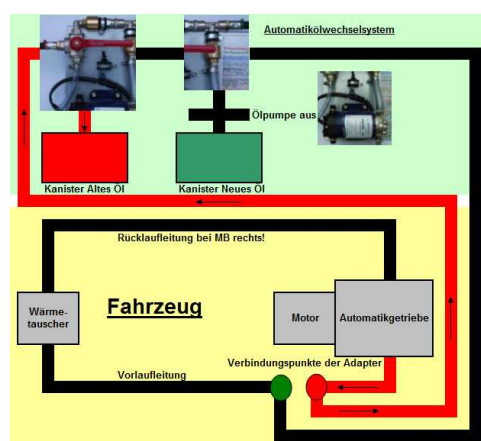 Automatikölwechselsystem
Ölpumpe aus
Kanister Altes Öl
Kanister Neues Öl
Rücklaufleitung bei MB rechts!
Wärme-
tauscher
Fahrzeug
Motor
Automatikgetriebe
Verbindungspunkte der Adapter
Vorlaufleitung